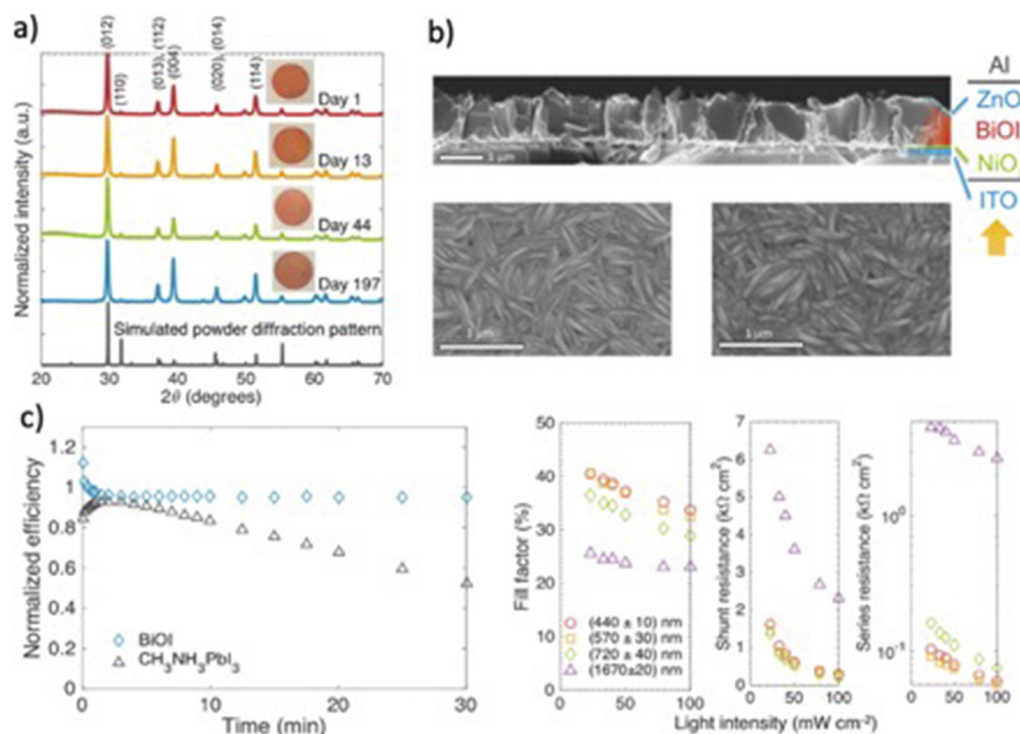 a)
(012)
(110)
(013), (112)
(004)
(020), (014)
(114)
Day 1
Day 13
Day 44
Day 197
Simulated powder diffraction pattern
Normalized intensity (a.u.)
20 30 40 50 60 70
2θ (degrees)
b)
1 µm
Al
ZnO
BiOI
NiO
ITO
1 µm
1 µm
c)
1.2
1
0.8
0.6
0.4
0.2
0
Normalized efficiency
BiOI
CH3NH3PbI3
0 10 20 30
Time (min)
50
40
30
20
10
0
Fill factor (%)
(440 ± 10) nm
(570 ± 30) nm
(720 ± 40) nm
(1670±20) nm
0 50 100
7
6
5
4
3
2
1
0
Shunt resistance (kΩ cm2)
0 50 100
10^0
10^-1
Series resistance (kΩ cm2)
0 50 100
Light intensity (mW cm-2)